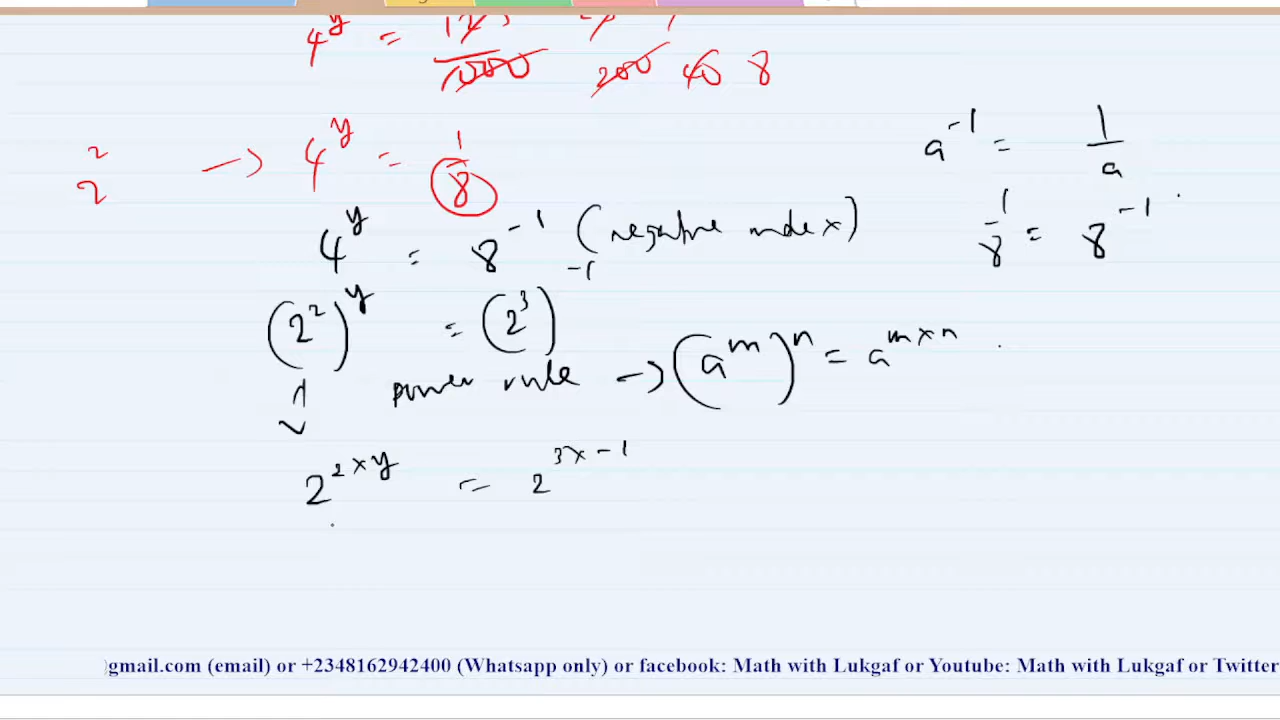 4^y =
1000 200 40 8
2^2 → 4^y = 1/8
a^-1 = 1/a
4^y = 8^-1 (negative index)
1/8 = 8^-1
(2^2)^y = (2^3)^-1
power rule → (a^m)^n = a^m×n
2^2×y = 2^3x-1
gmail.com (email) or +2348162942400 (Whatsapp only) or facebook: Math with Lukgaf or Youtube: Math with Lukgaf or Twitter